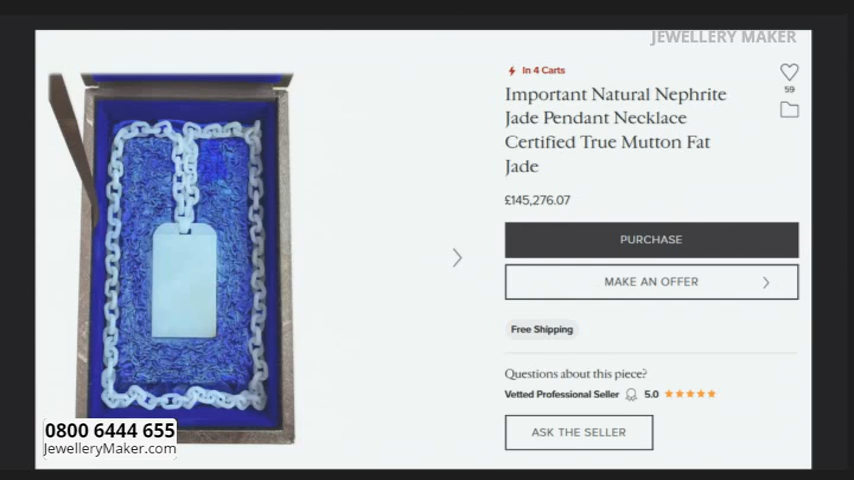 JEWELLERY MAKER
In 4 Carts
59
Important Natural Nephrite
Jade Pendant Necklace
Certified True Mutton Fat
Jade
£145,276.07
PURCHASE
MAKE AN OFFER
Free Shipping
Questions about this piece?
Vetted Professional Seller 5.0
ASK THE SELLER
0800 6444 655
JewelleryMaker.com